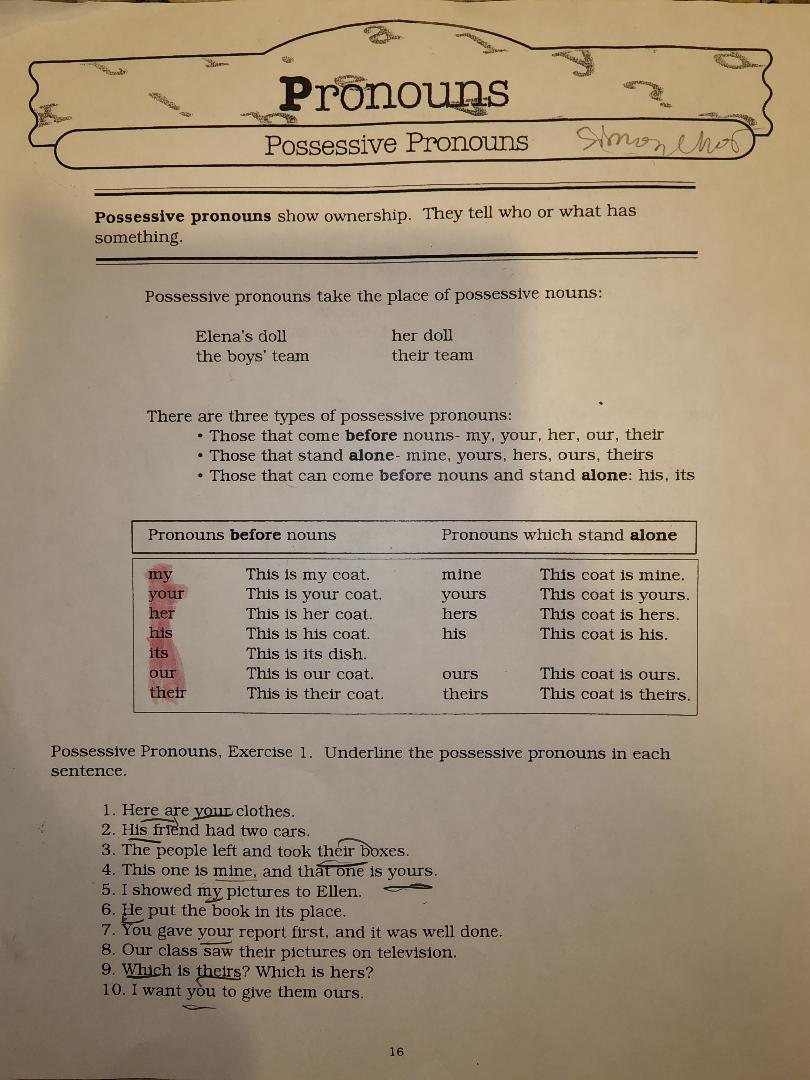 Pronouns
Possessive Pronouns
Possessive pronouns show ownership. They tell who or what has
something.
Possessive pronouns take the place of possessive nouns:
Elena's doll her doll
the boys' team their team
There are three types of possessive pronouns:
• Those that come before nouns- my, your, her, our, their
• Those that stand alone- mine, yours, hers, ours, theirs
• Those that can come before nouns and stand alone: his, its
Pronouns before nouns Pronouns which stand alone
my This is my coat. mine This coat is mine.
your This is your coat. yours This coat is yours.
her This is her coat. hers This coat is hers.
his This is his coat. his This coat is his.
its This is its dish.
our This is our coat. ours This coat is ours.
their This is their coat. theirs This coat is theirs.
Possessive Pronouns, Exercise 1. Underline the possessive pronouns in each
sentence.
1. Here are your clothes.
2. His friend had two cars.
3. The people left and took their boxes.
4. This one is mine, and that one is yours.
5. I showed my pictures to Ellen.
6. He put the book in its place.
7. You gave your report first, and it was well done.
8. Our class saw their pictures on television.
9. Which is theirs? Which is hers?
10. I want you to give them ours.
16